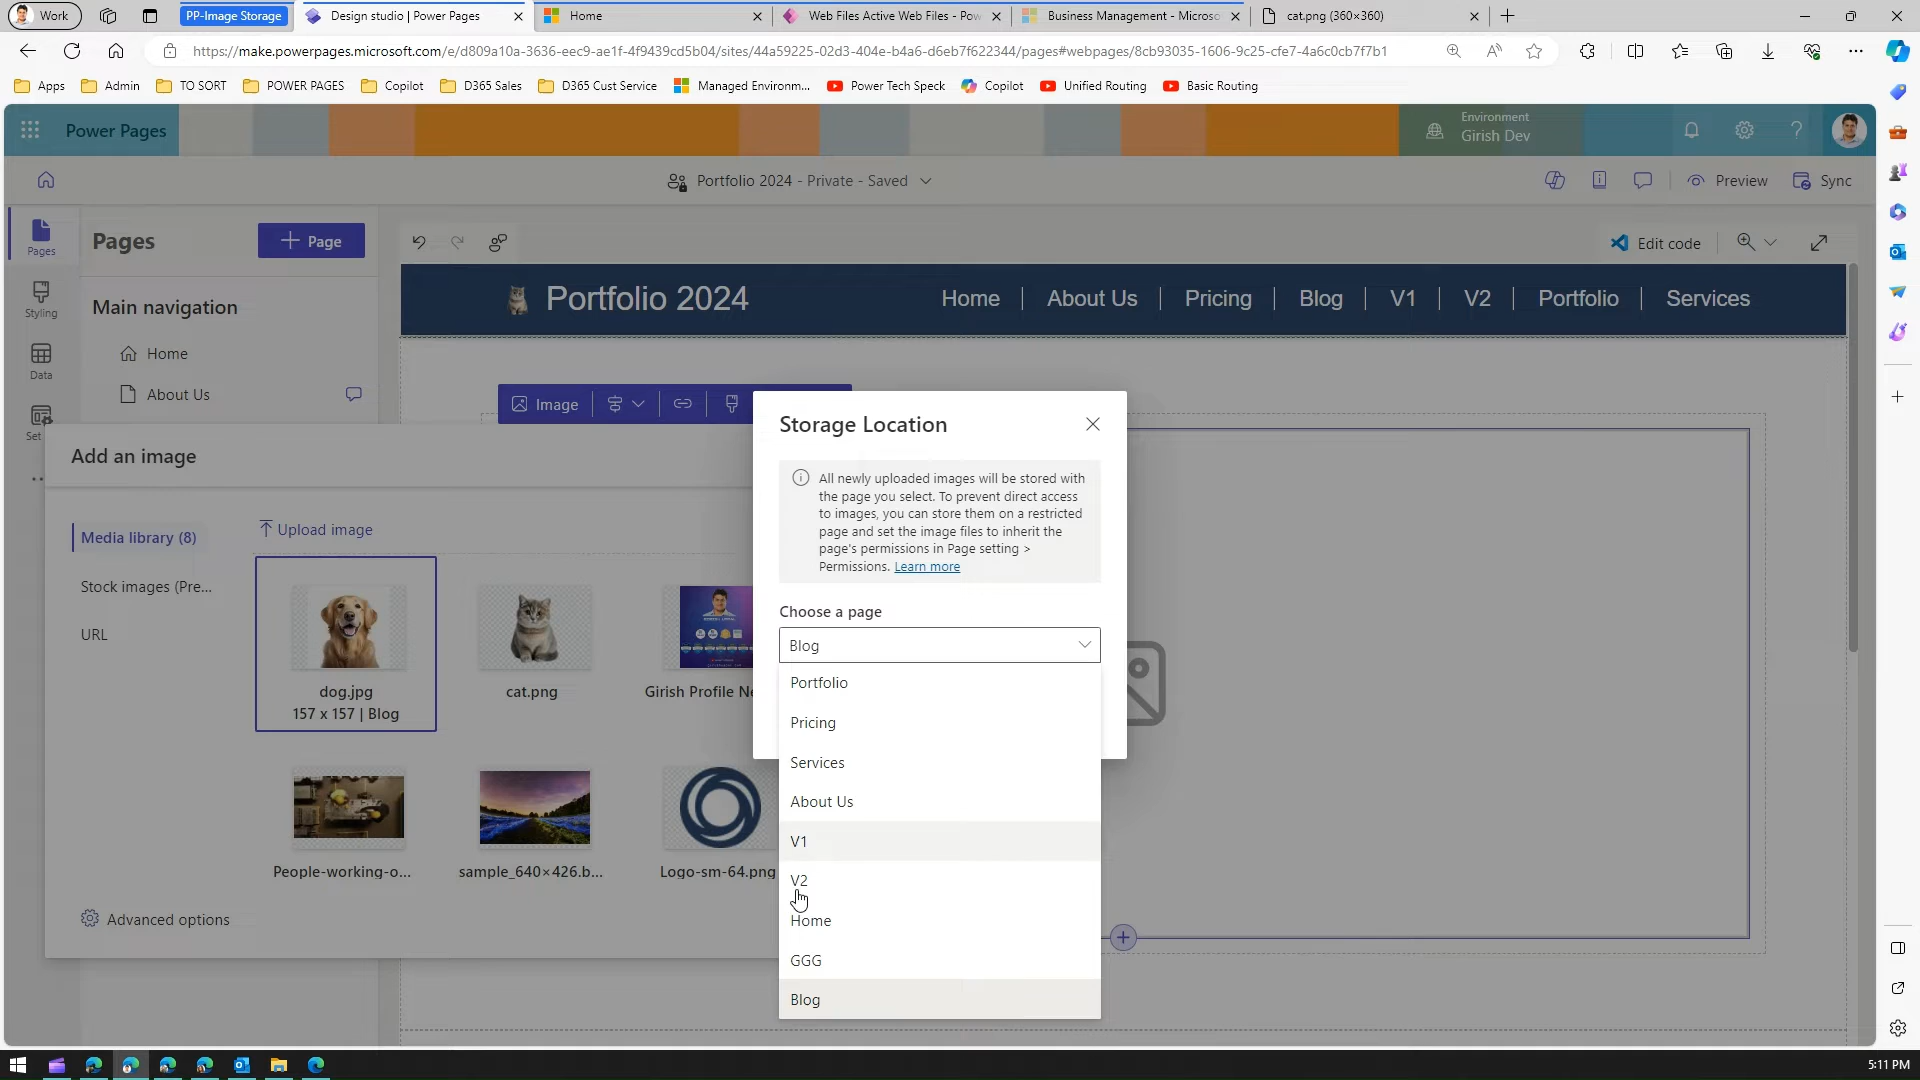 Work
PP-Image Storage
Design studio | Power Pages
Home
Web Files Active Web Files - Pow
Business Management - Microso
cat.png (360×360)
https://make.powerpages.microsoft.com/e/d809a10a-3636-eec9-ae1f-4f9439cd5b04/sites/44a59225-02d3-404e-b4a6-d6eb7f622344/pages#webpages/8cb93035-1606-9c25-cfe7-4a6c0cb7f7b1
Apps
Admin
TO SORT
POWER PAGES
Copilot
D365 Sales
D365 Cust Service
Managed Environm...
Power Tech Speck
Copilot
Unified Routing
Basic Routing
Power Pages
Environment
Girish Dev
Portfolio 2024 - Private - Saved
Preview
Sync
Pages
Styling
Data
Set
Pages
Page
Edit code
Main navigation
Home
About Us
Portfolio 2024
Home
About Us
Pricing
Blog
V1
V2
Portfolio
Services
Image
Add an image
Media library (8)
Stock images (Pre...
URL
Upload image
dog.jpg
157 x 157 | Blog
cat.png
Girish Profile Ne
People-working-o...
sample_640×426.b...
Logo-sm-64.png
Advanced options
Storage Location
All newly uploaded images will be stored with
the page you select. To prevent direct access
to images, you can store them on a restricted
page and set the image files to inherit the
page's permissions in Page setting >
Permissions. Learn more
Choose a page
Blog
Portfolio
Pricing
Services
About Us
V1
V2
Home
GGG
Blog
5:11 PM